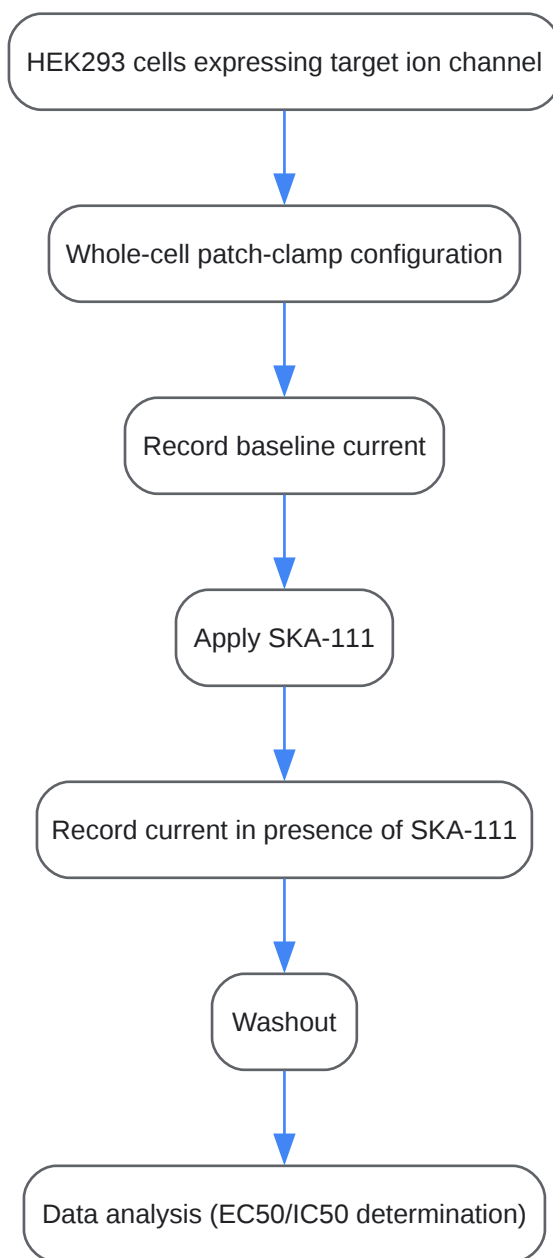 HEK293 cells expressing target ion channel
Whole-cell patch-clamp configuration
Record baseline current
Apply SKA-111
Record current in presence of SKA-111
Washout
Data analysis (EC50/IC50 determination)